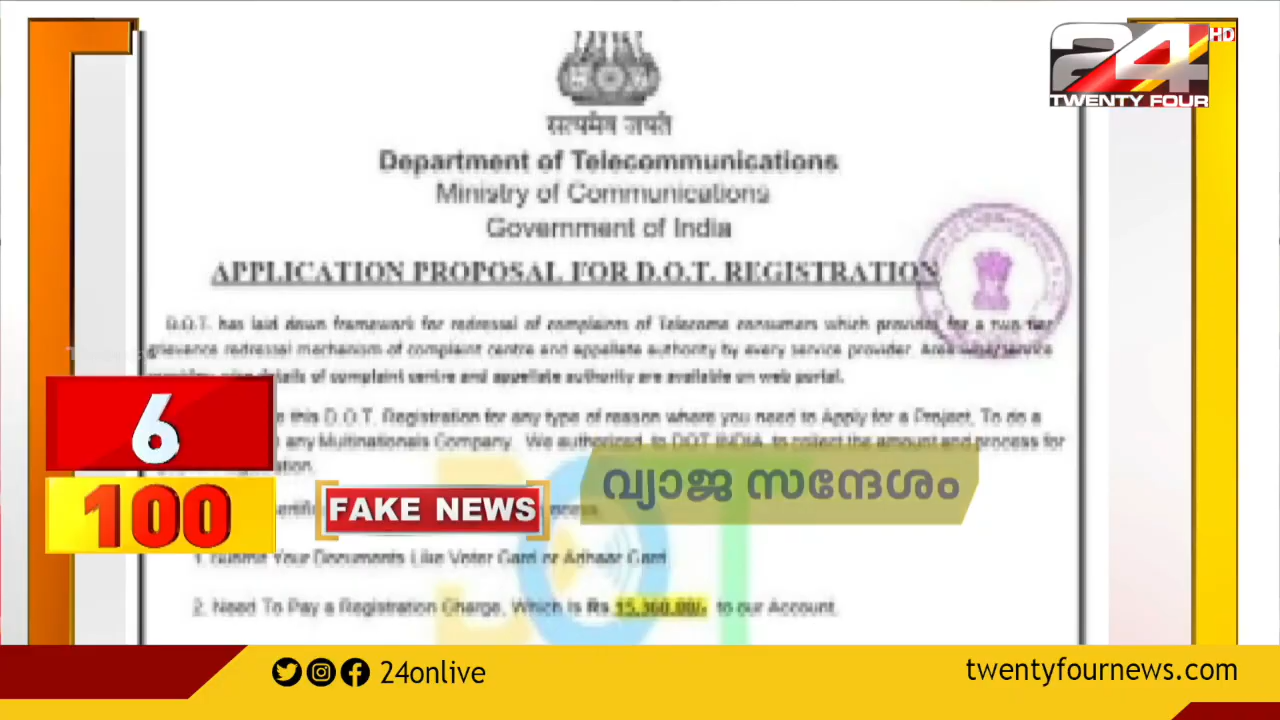 24 HD
TWENTY FOUR
सत्यमेव जयते
Department of Telecommunications
Ministry of Communications
Government of India
APPLICATION PROPOSAL FOR D.O.T. REGISTRATION
D.O.T. has laid down framework for redressal of complaints of Telecome consumers which provides for a two tier
grievance redressal mechanism of complaint centre and appellate authority by every service provider. Area wise/service
details of complaint centre and appellate authority are available on web portal.
this D.O.T. Registration for any type of reason where you need to Apply for a Project, To do a
any Multinationals Company. We authorized to DOT INDIA to collect the amount and process for
6
100
FAKE NEWS
വ്യാജ സന്ദേശം
1. Submit Your Documents Like Voter Card or Adhaar Card
2. Need To Pay a Registration Charge, Which is Rs 15,360.00/- to our Account.
24onlive
twentyfournews.com